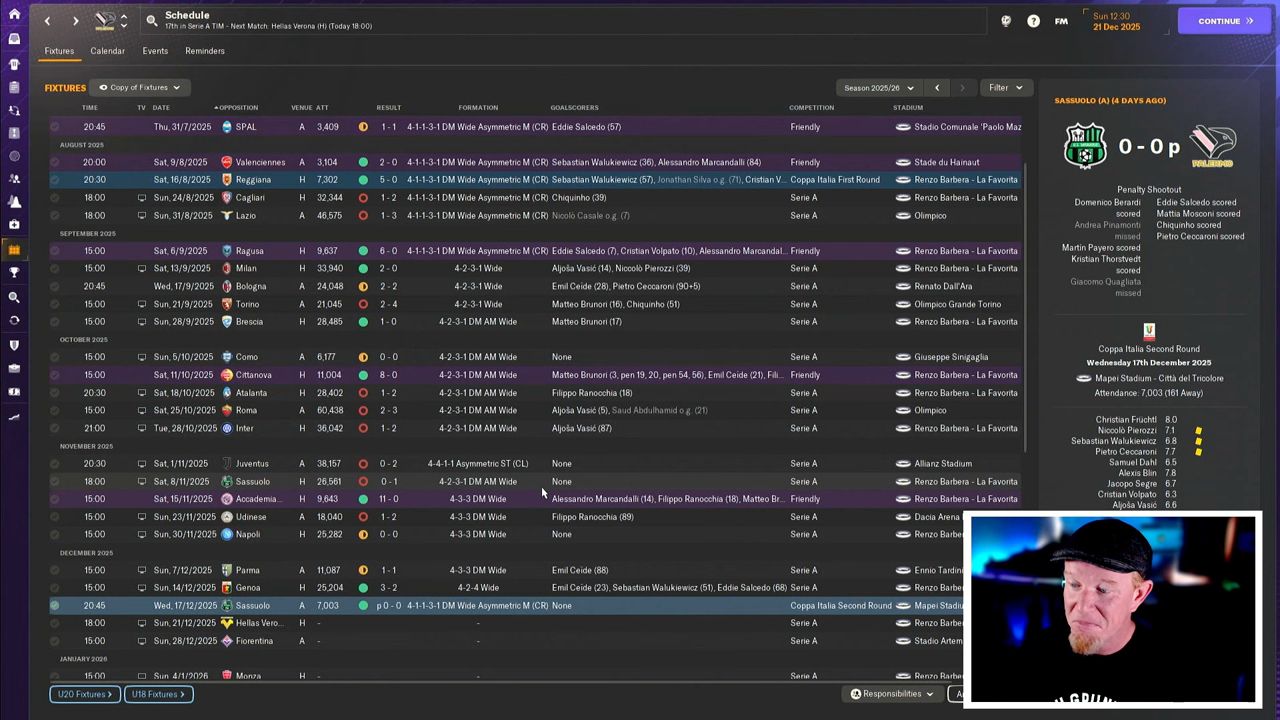 Schedule
17th in Serie A TIM - Next Match: Hellas Verona (H) (Today 18:00)
FM
Sun 12:30
21 Dec 2025
CONTINUE
Fixtures Calendar Events Reminders
FIXTURES Copy of Fixtures Season 2025/26 Filter
TIME TV DATE OPPOSITION VENUE ATT RESULT FORMATION GOALSCORERS COMPETITION STADIUM
20:45 Thu, 31/7/2025 SPAL A 3,409 1 - 1 4-1-1-3-1 DM Wide Asymmetric M (CR) Eddie Salcedo (57) Friendly Stadio Comunale 'Paolo Maz
AUGUST 2025
20:00 Sat, 9/8/2025 Valenciennes A 3,104 2 - 0 4-1-1-3-1 DM Wide Asymmetric M (CR) Sebastian Walukiewicz (36), Alessandro Marcandalli (84) Friendly Stade du Hainaut
20:30 Sat, 16/8/2025 Reggiana H 7,302 5 - 0 4-1-1-3-1 DM Wide Asymmetric M (CR) Sebastian Walukiewicz (57), Jonathan Silva o.g. (71), Cristian V... Coppa Italia First Round Renzo Barbera - La Favorita
18:00 Sun, 24/8/2025 Cagliari H 32,344 1 - 2 4-1-1-3-1 DM Wide Asymmetric M (CR) Chiquinho (39) Serie A Renzo Barbera - La Favorita
18:00 Sun, 31/8/2025 Lazio A 46,575 1 - 3 4-1-1-3-1 DM Wide Asymmetric M (CR) Nicolò Casale o.g. (7) Serie A Olimpico
SEPTEMBER 2025
15:00 Sat, 6/9/2025 Ragusa H 9,637 6 - 0 4-1-1-3-1 DM Wide Asymmetric M (CR) Eddie Salcedo (7), Cristian Volpato (10), Alessandro Marcandal... Friendly Renzo Barbera - La Favorita
15:00 Sat, 13/9/2025 Milan H 33,940 2 - 0 4-2-3-1 Wide Aljoša Vasić (14), Niccolò Pierozzi (39) Serie A Renzo Barbera - La Favorita
20:45 Wed, 17/9/2025 Bologna A 24,048 2 - 2 4-2-3-1 Wide Emil Ceide (28), Pietro Ceccaroni (90+5) Serie A Renato Dall'Ara
15:00 Sun, 21/9/2025 Torino A 21,045 2 - 4 4-2-3-1 Wide Matteo Brunori (16), Chiquinho (51) Serie A Olimpico Grande Torino
15:00 Sun, 28/9/2025 Brescia H 28,485 1 - 0 4-2-3-1 DM AM Wide Matteo Brunori (17) Serie A Renzo Barbera - La Favorita
OCTOBER 2025
15:00 Sun, 5/10/2025 Como A 6,177 0 - 0 4-2-3-1 DM AM Wide None Serie A Giuseppe Sinigaglia
15:00 Sat, 11/10/2025 Cittanova H 11,004 8 - 0 4-2-3-1 DM AM Wide Matteo Brunori (3, pen 19, 20, pen 54, 56), Emil Ceide (21), Fili... Friendly Renzo Barbera - La Favorita
20:30 Sat, 18/10/2025 Atalanta H 28,402 1 - 2 4-2-3-1 DM AM Wide Filippo Ranocchia (18) Serie A Renzo Barbera - La Favorita
15:00 Sat, 25/10/2025 Roma A 60,438 2 - 3 4-2-3-1 DM AM Wide Aljoša Vasić (5), Saud Abdulhamid o.g. (21) Serie A Olimpico
21:00 Tue, 28/10/2025 Inter H 36,042 1 - 2 4-2-3-1 DM AM Wide Aljoša Vasić (87) Serie A Renzo Barbera - La Favorita
NOVEMBER 2025
20:30 Sat, 1/11/2025 Juventus A 38,157 0 - 2 4-4-1-1 Asymmetric ST (CL) None Serie A Allianz Stadium
18:00 Sat, 8/11/2025 Sassuolo H 26,561 0 - 1 4-2-3-1 DM AM Wide None Serie A Renzo Barbera - La Favorita
15:00 Sat, 15/11/2025 Accademia... H 9,643 11 - 0 4-3-3 DM Wide Alessandro Marcandalli (14), Filippo Ranocchia (18), Matteo Br... Friendly Renzo Barbera - La Favorita
15:00 Sun, 23/11/2025 Udinese A 18,040 1 - 2 4-3-3 DM Wide Filippo Ranocchia (89) Serie A Dacia Arena
15:00 Sun, 30/11/2025 Napoli H 25,282 0 - 0 4-3-3 DM Wide None Serie A Renzo Barber
DECEMBER 2025
15:00 Sun, 7/12/2025 Parma A 11,087 1 - 1 4-3-3 DM Wide Emil Ceide (88) Serie A Ennio Tardini
15:00 Sun, 14/12/2025 Genoa H 25,204 3 - 2 4-2-4 Wide Emil Ceide (23), Sebastian Walukiewicz (51), Eddie Salcedo (68) Serie A Renzo Barber
20:45 Wed, 17/12/2025 Sassuolo A 7,003 p 0 - 0 4-1-1-3-1 DM Wide Asymmetric M (CR) None Coppa Italia Second Round Mapei Stadiu
18:00 Sun, 21/12/2025 Hellas Vero... H - - Serie A Renzo Barber
15:00 Sun, 28/12/2025 Fiorentina A - - Serie A Stadio Artem
JANUARY 2026
15:00 Sun, 4/1/2026 Monza H - - Serie A Renzo Barber
U20 Fixtures U18 Fixtures Responsibilities
SASSUOLO (A) (4 DAYS AGO)
0 - 0 p
PALERMO
Penalty Shootout
Domenico Berardi scored
Andrea Pinamonti missed
Martin Payero scored
Kristian Thorstvedt scored
Giacomo Quagliata missed
Eddie Salcedo scored
Mattia Mosconi scored
Chiquinho scored
Pietro Ceccaroni scored
Coppa Italia Second Round
Wednesday 17th December 2025
Mapei Stadium - Città del Tricolore
Attendance: 7,003 (161 Away)
Christian Früchtl 8.0
Niccolò Pierozzi 7.1
Sebastian Walukiewicz 6.8
Pietro Ceccaroni 7.7
Samuel Dahl 6.5
Alexis Blin 7.8
Jacopo Segre 6.7
Cristian Volpato 6.3
Aljoša Vasić 6.6